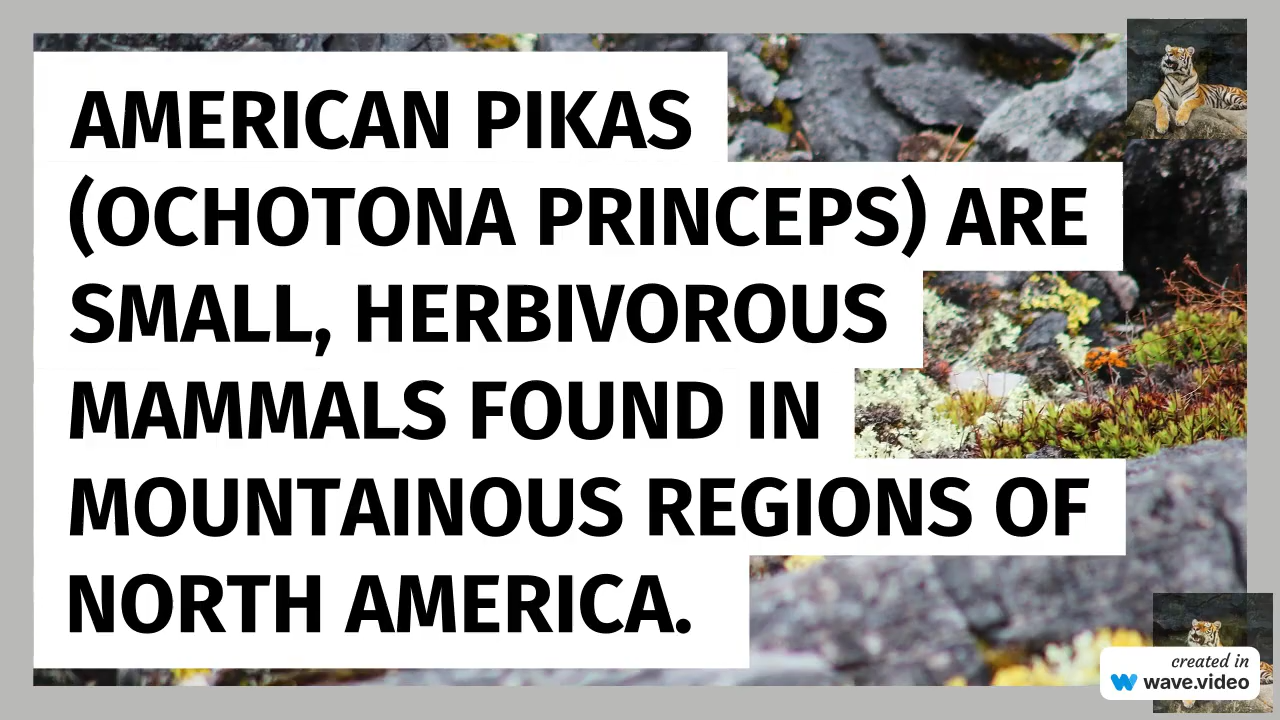 AMERICAN PIKAS
(OCHOTONA PRINCEPS) ARE
SMALL, HERBIVOROUS
MAMMALS FOUND IN
MOUNTAINOUS REGIONS OF
NORTH AMERICA.
created in
wave.video